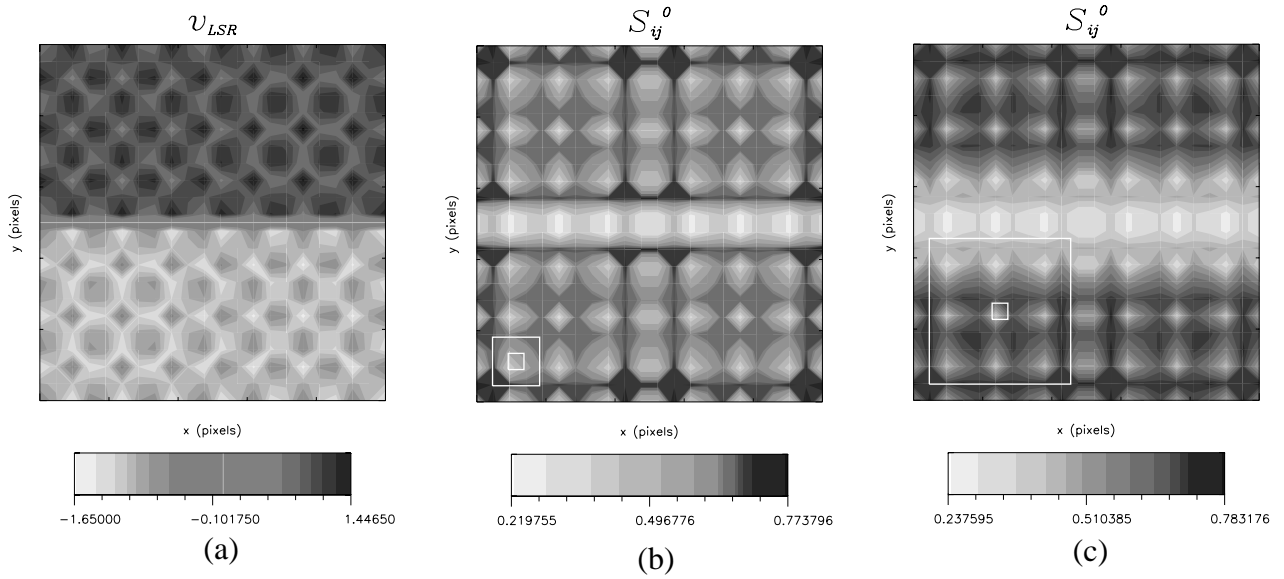 v_LSR
y (pixels)
x (pixels)
−1.65000 −0.101750 1.44650
(a)
S_ij^0
y (pixels)
x (pixels)
0.219755 0.496776 0.773796
(b)
S_ij^0
y (pixels)
x (pixels)
0.237595 0.510385 0.783176
(c)